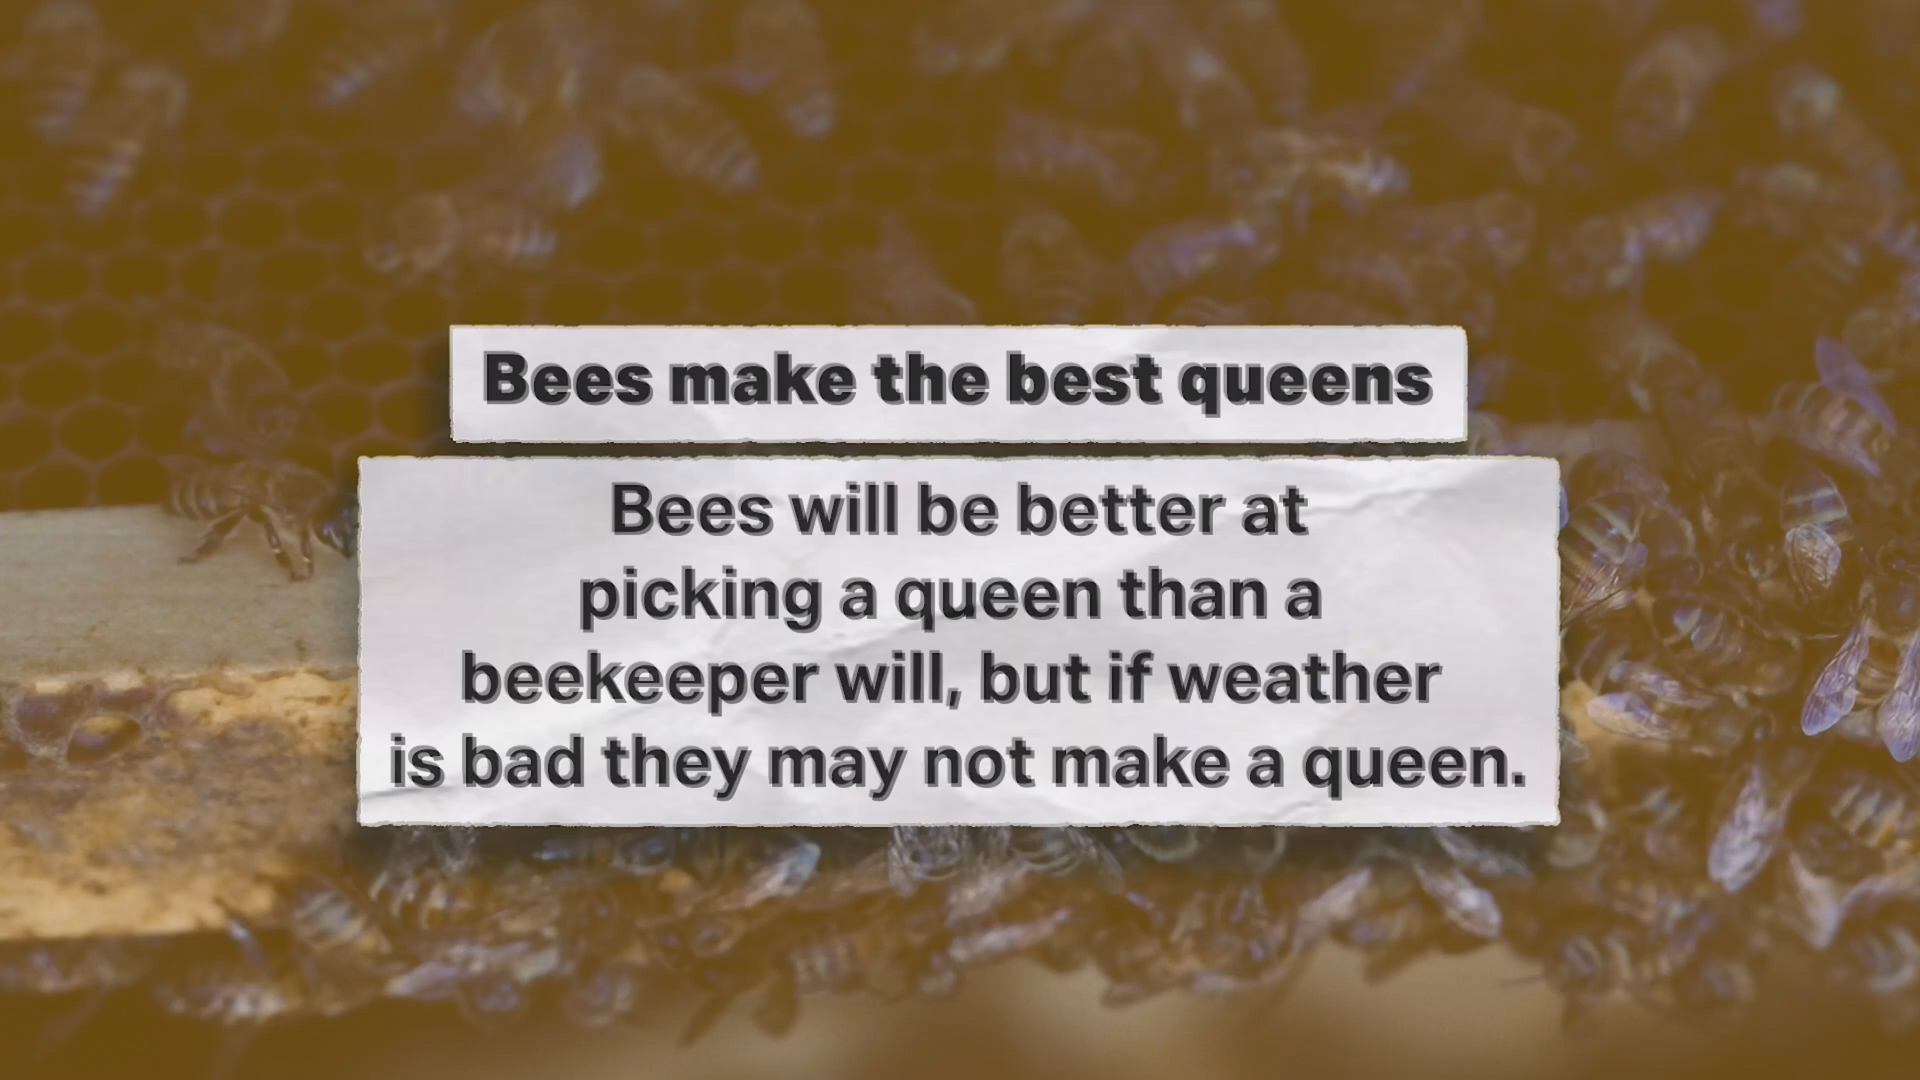 Bees make the best queens
Bees will be better at
picking a queen than a
beekeeper will, but if weather
is bad they may not make a queen.